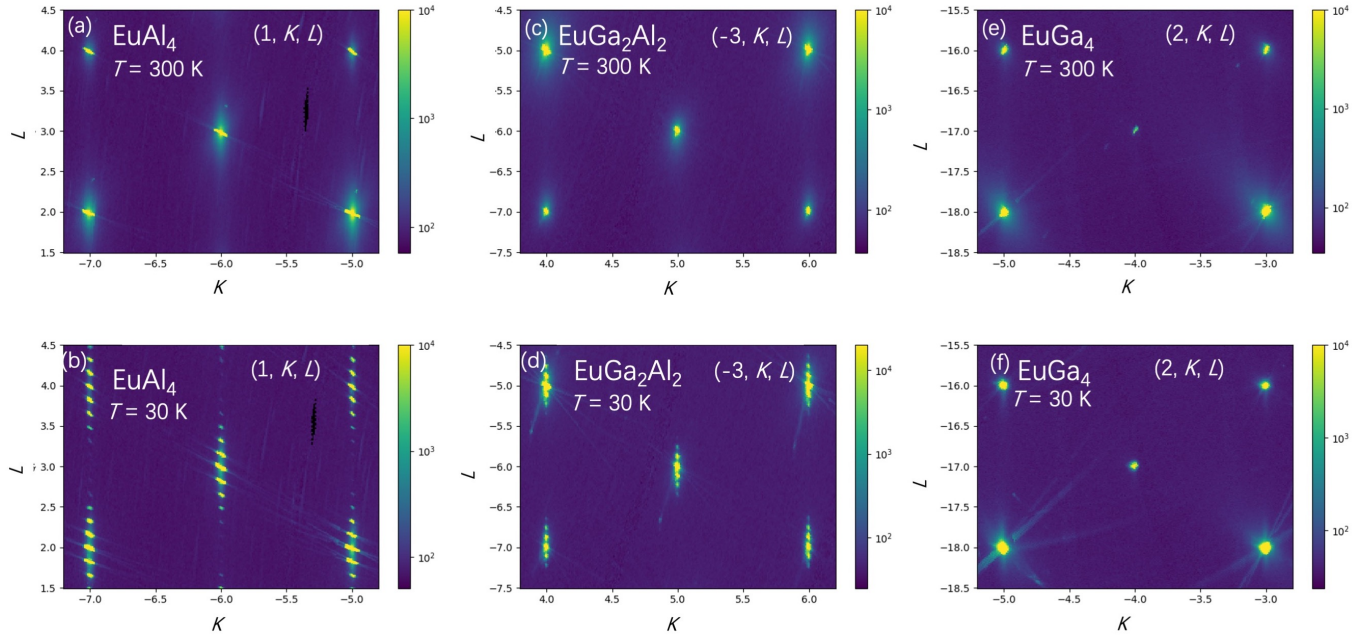 (a)
EuAl4
T = 300 K
(1, K, L)
4.5
4.0
3.5
3.0
2.5
2.0
1.5
L
-7.0
-6.5
-6.0
-5.5
-5.0
K
10^4
10^3
10^2
(c)
EuGa2Al2
T = 300 K
(-3, K, L)
-4.5
-5.0
-5.5
-6.0
-6.5
-7.0
-7.5
L
4.0
4.5
5.0
5.5
6.0
K
10^4
10^3
10^2
(e)
EuGa4
T = 300 K
(2, K, L)
-15.5
-16.0
-16.5
-17.0
-17.5
-18.0
-18.5
L
-5.0
-4.5
-4.0
-3.5
-3.0
K
10^4
10^3
10^2
(b)
EuAl4
T = 30 K
(1, K, L)
4.5
4.0
3.5
3.0
2.5
2.0
1.5
L
-7.0
-6.5
-6.0
-5.5
-5.0
K
10^4
10^3
10^2
(d)
EuGa2Al2
T = 30 K
(-3, K, L)
-4.5
-5.0
-5.5
-6.0
-6.5
-7.0
-7.5
L
4.0
4.5
5.0
5.5
6.0
K
10^4
10^3
10^2
(f)
EuGa4
T = 30 K
(2, K, L)
-15.5
-16.0
-16.5
-17.0
-17.5
-18.0
-18.5
L
-5.0
-4.5
-4.0
-3.5
-3.0
K
10^4
10^3
10^2